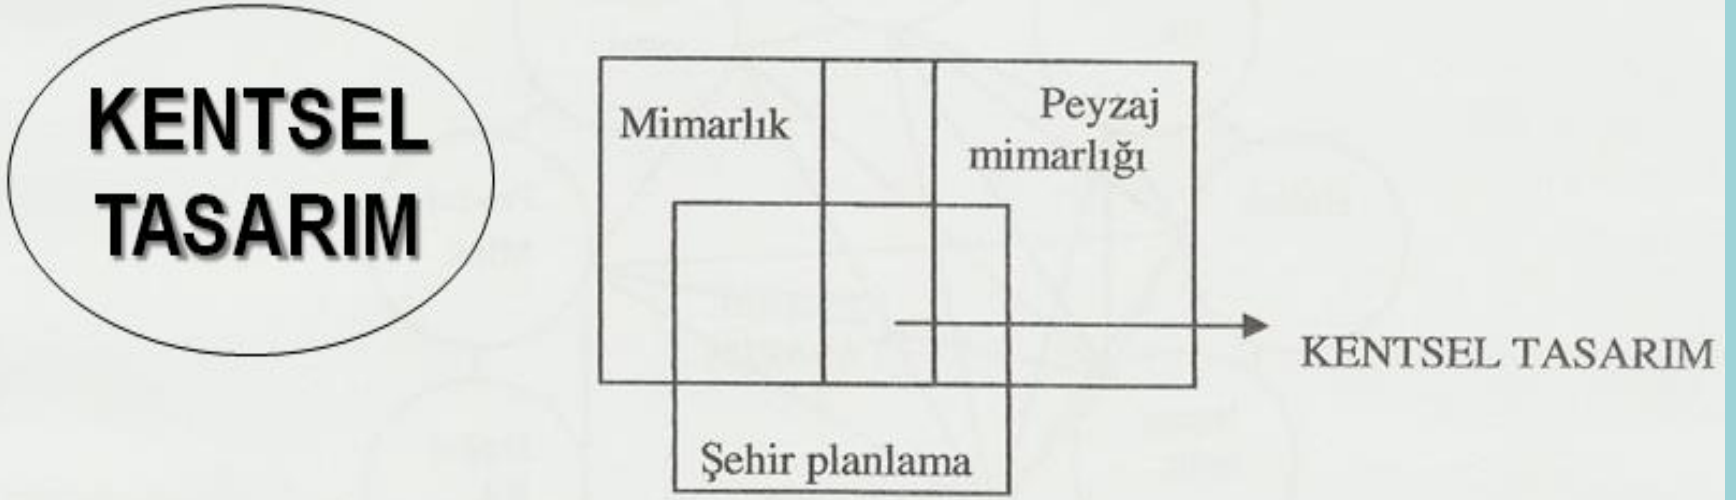 KENTSEL
TASARIM
Mimarlık
Peyzaj
mimarlığı
KENTSEL TASARIM
Şehir planlama